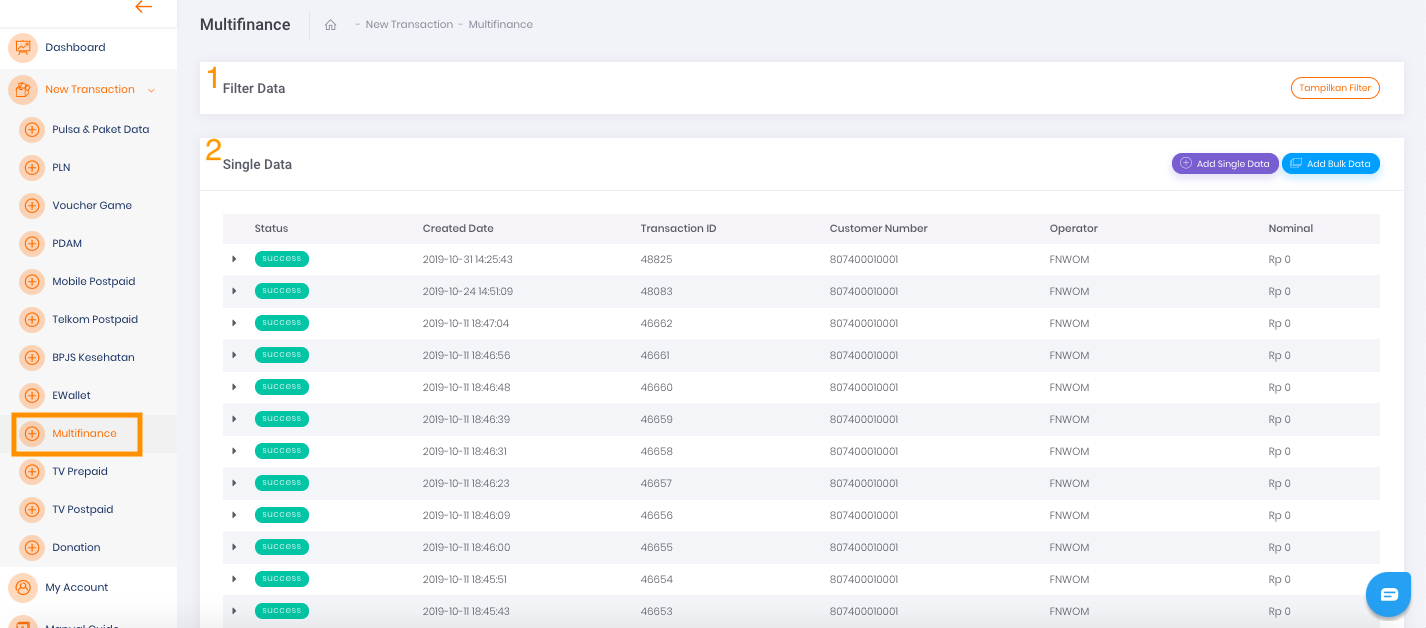 Multifinance - New Transaction - Multifinance
Dashboard
New Transaction
Pulsa & Paket Data
PLN
Voucher Game
PDAM
Mobile Postpaid
Telkom Postpaid
BPJS Kesehatan
EWallet
Multifinance
TV Prepaid
TV Postpaid
Donation
My Account
Manual Guide
1
Filter Data Tampilkan Filter
2
Single Data Add Single Data Add Bulk Data
Status Created Date Transaction ID Customer Number Operator Nominal
success 2019-10-31 14:25:43 48825 807400010001 FNWOM Rp 0
success 2019-10-24 14:51:09 48083 807400010001 FNWOM Rp 0
success 2019-10-11 18:47:04 46662 807400010001 FNWOM Rp 0
success 2019-10-11 18:46:56 46661 807400010001 FNWOM Rp 0
success 2019-10-11 18:46:48 46660 807400010001 FNWOM Rp 0
success 2019-10-11 18:46:39 46659 807400010001 FNWOM Rp 0
success 2019-10-11 18:46:31 46658 807400010001 FNWOM Rp 0
success 2019-10-11 18:46:23 46657 807400010001 FNWOM Rp 0
success 2019-10-11 18:46:09 46656 807400010001 FNWOM Rp 0
success 2019-10-11 18:46:00 46655 807400010001 FNWOM Rp 0
success 2019-10-11 18:45:51 46654 807400010001 FNWOM Rp 0
success 2019-10-11 18:45:43 46653 807400010001 FNWOM Rp 0